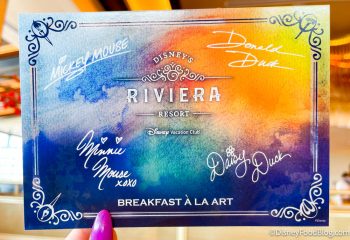 MICKEY MOUSE
Donald
Duck
DISNEY'S
RIVIERA
RESORT
Disney Vacation Club
Minnie
Mouse
xoxo
Daisy Duck
BREAKFAST À LA ART
©DisneyFoodBlog.com